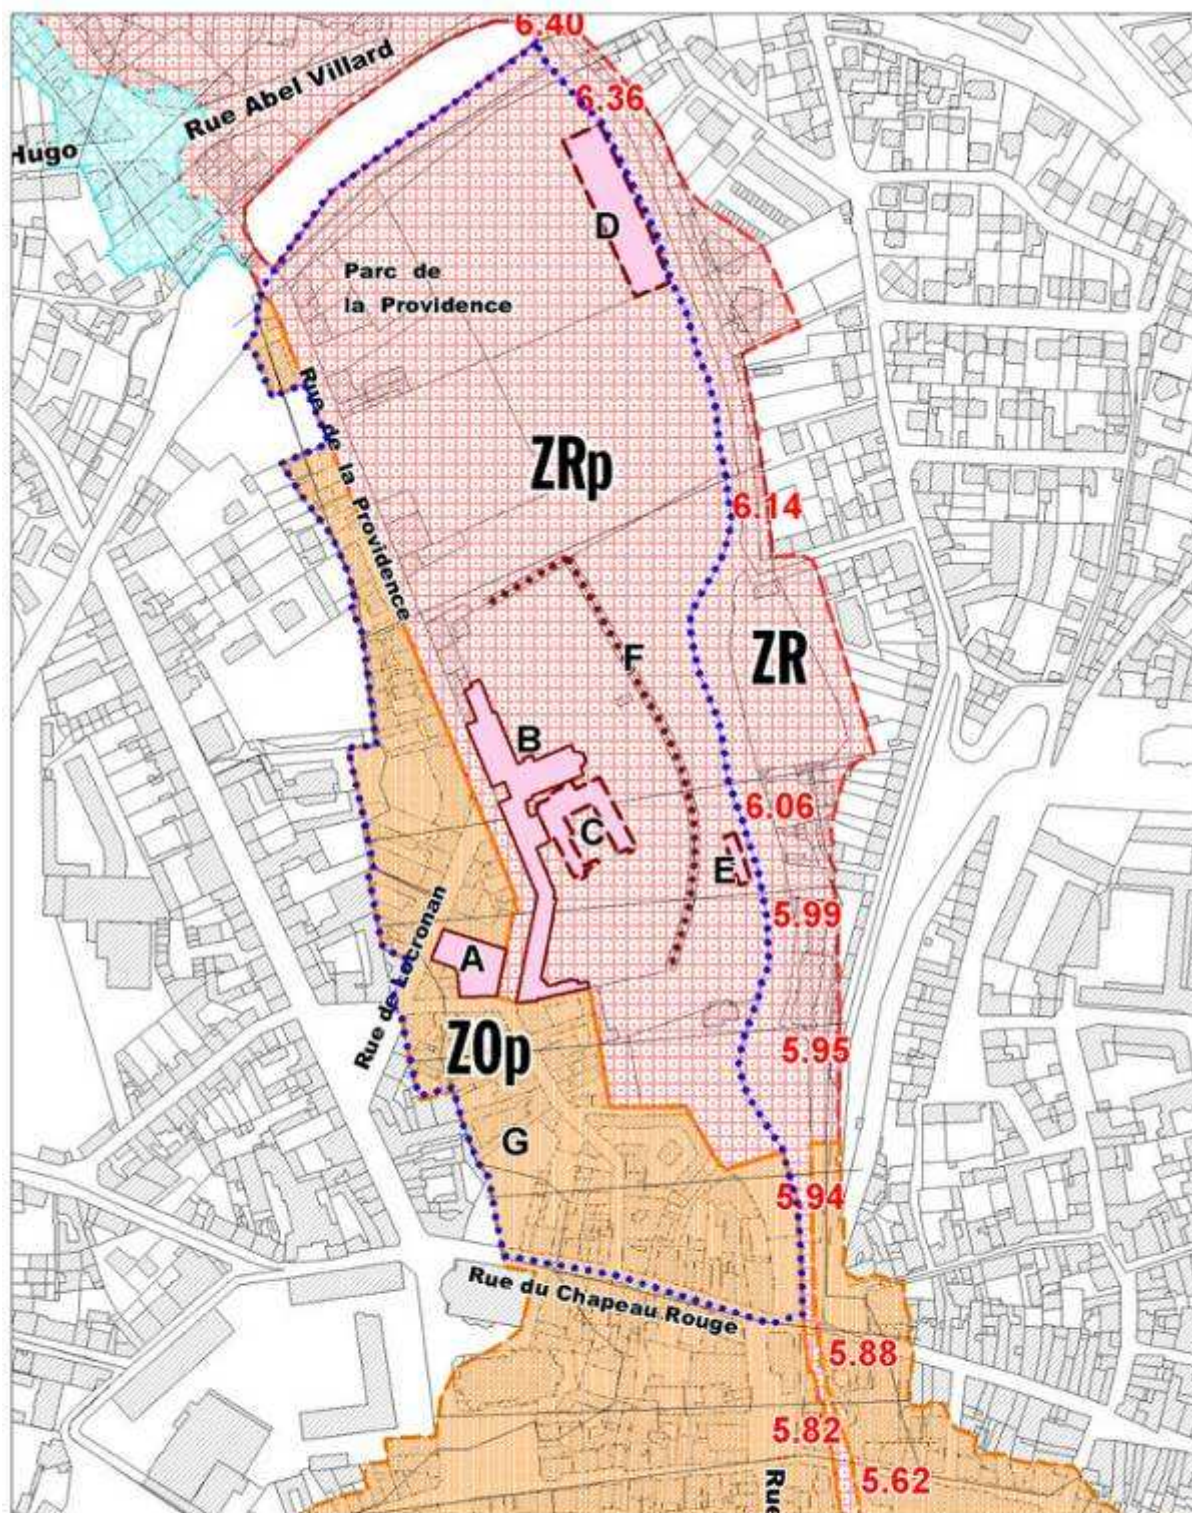 6.40
Rue Abel Villard
6.36
Hugo
D
Parc de
la Providence
Rue de la Providence
ZRp
6.14
F
ZR
B
6.06
C
E
5.99
Rue de Locronan
A
ZOp
5.95
G
5.94
Rue du Chapeau Rouge
5.88
5.82
5.62
Rue